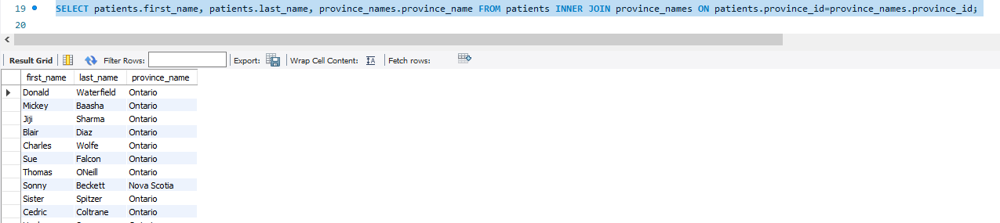 19 SELECT patients.first_name, patients.last_name, province_names.province_name FROM patients INNER JOIN province_names ON patients.province_id=province_names.province_id;
20
Result Grid Filter Rows: Export: Wrap Cell Content: IA Fetch rows:
first_name last_name province_name
Donald Waterfield Ontario
Mickey Baasha Ontario
Jiji Sharma Ontario
Blair Diaz Ontario
Charles Wolfe Ontario
Sue Falcon Ontario
Thomas ONeill Ontario
Sonny Beckett Nova Scotia
Sister Spitzer Ontario
Cedric Coltrane Ontario